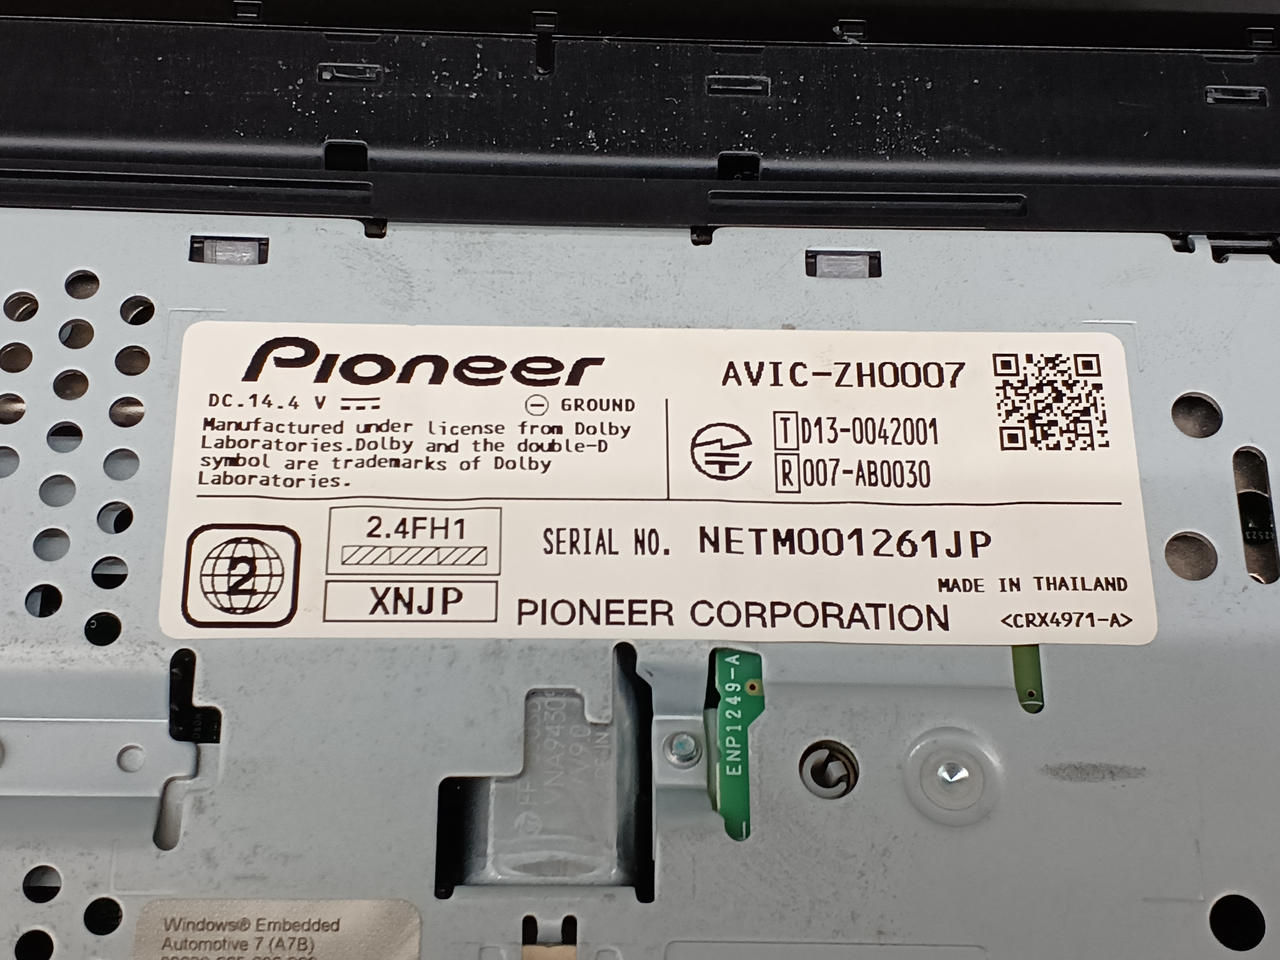 Pioneer
AVIC-ZH0007
DC.14.4 V
GROUND
Manufactured under license from Dolby
Laboratories.Dolby and the double-D
symbol are trademarks of Dolby
Laboratories.
T D13-0042001
R 007-AB0030
2
2.4FH1
XNJP
SERIAL NO. NETM001261JP
MADE IN THAILAND
PIONEER CORPORATION
<CRX4971-A>
ENP1249-A
Windows® Embedded
Automotive 7 (A7B)